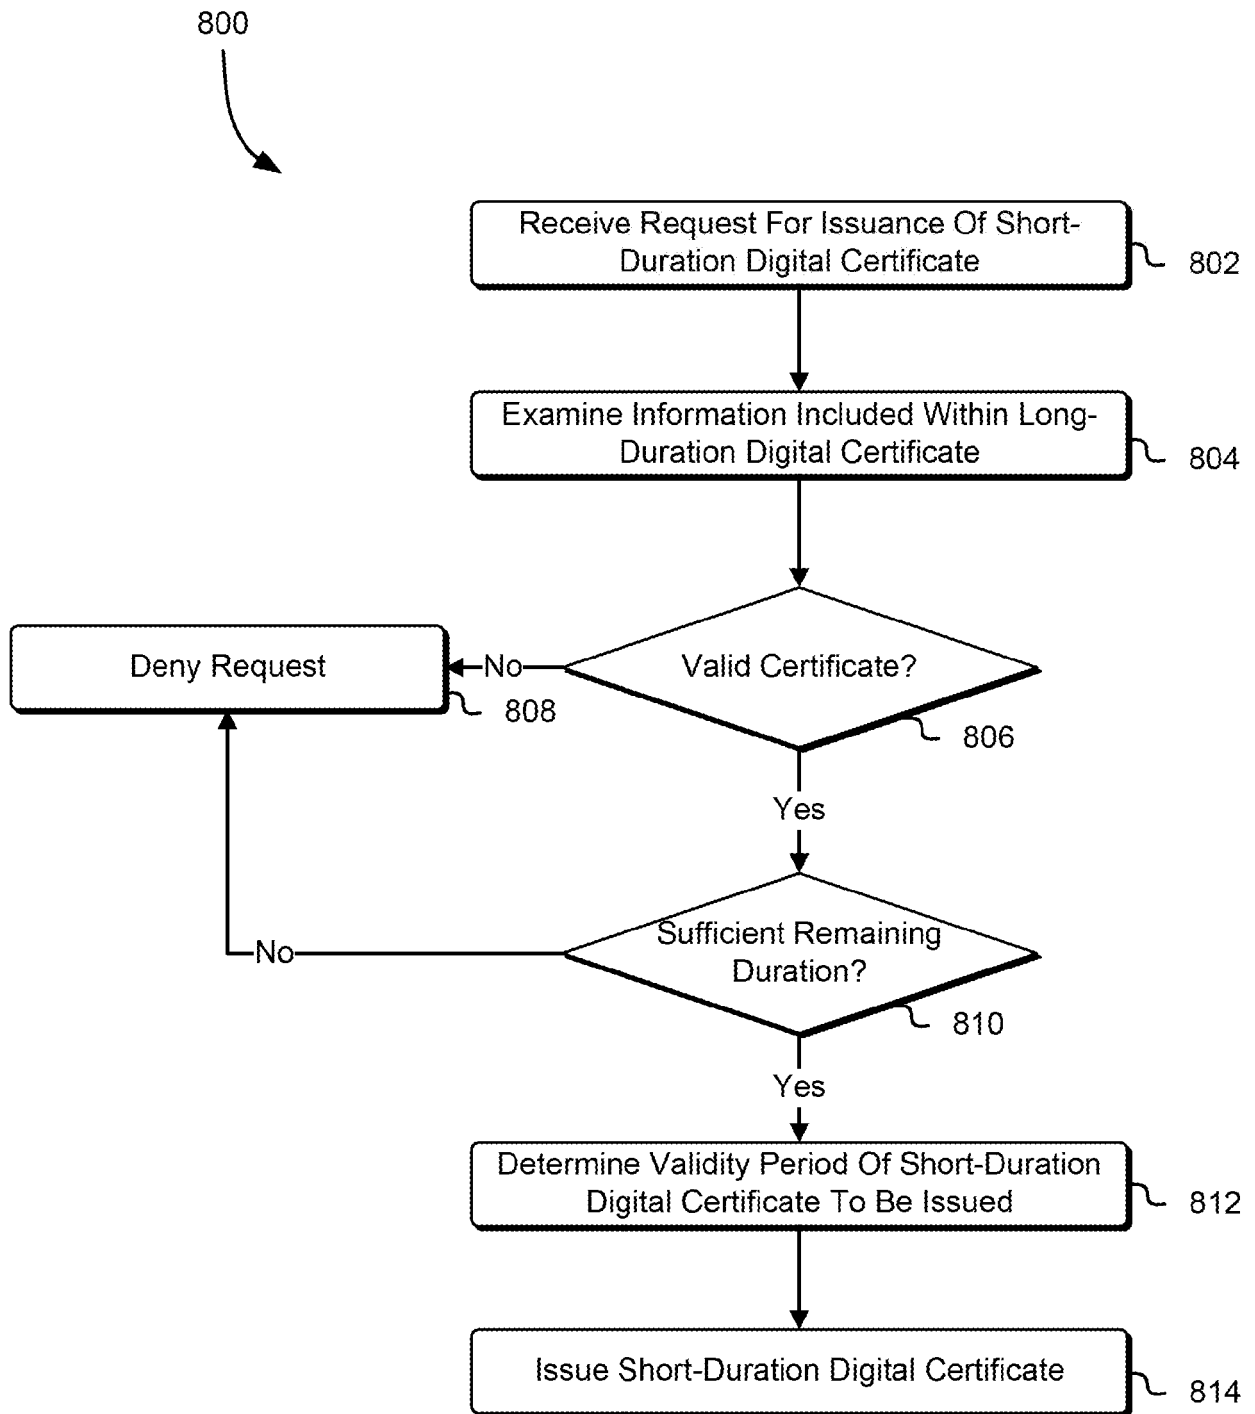 800
Receive Request For Issuance Of Short-
Duration Digital Certificate
802
Examine Information Included Within Long-
Duration Digital Certificate
804
Deny Request
808
No
Valid Certificate?
806
Yes
No
Sufficient Remaining
Duration?
810
Yes
Determine Validity Period Of Short-Duration
Digital Certificate To Be Issued
812
Issue Short-Duration Digital Certificate
814